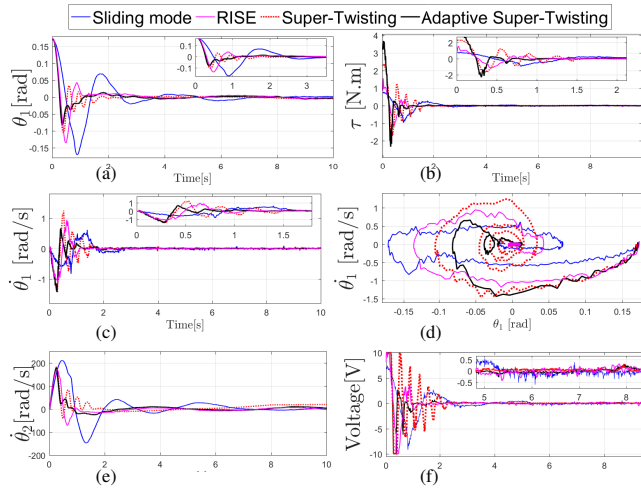 Sliding mode RISE Super-Twisting Adaptive Super-Twisting
θ₁[rad]
0.15
0.1
0.05
0
-0.05
-0.1
-0.15
0.1
0
-0.1
0 1 2 3
0 2 4 6 8 10
(a) Time[s]
τ [N.m]
4
3
2
1
0
-1
-2
2
0
-2
0 0.5 1 1.5 2
0 2 4 6 8
(b) Time[s]
θ̇₁ [rad/s]
1
0
-1
1
0
-1
0 0.5 1 1.5
0 2 4 6 8 10
(c) Time[s]
θ̇₁ [rad/s]
1
0.5
0
-0.5
-1
-1.5
-0.15 -0.1 -0.05 0 0.05 0.1 0.15
(d) θ₁ [rad]
θ̇₂[rad/s]
200
100
0
-100
-200
0 2 4 6 8 10
(e)
Voltage[V]
10
5
0
-5
-10
0.5
0
-0.5
5 6 7 8
0 2 4 6 8
(f)